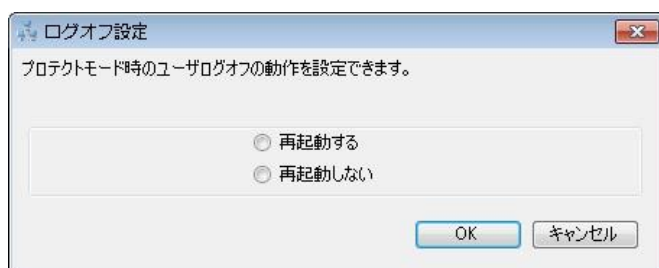 ログオフ設定
プロテクトモード時のユーザログオフの動作を設定できます。
再起動する
再起動しない
OK
キャンセル